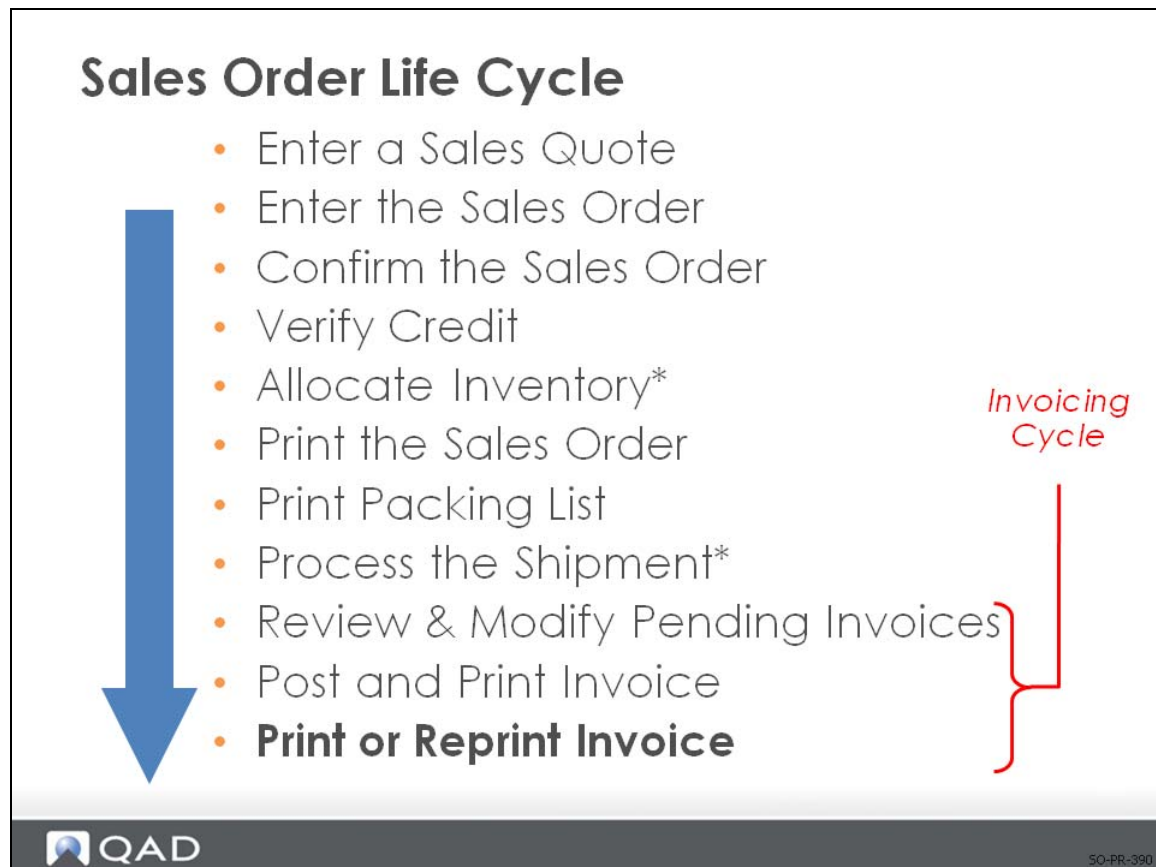 Sales Order Life Cycle
• Enter a Sales Quote
• Enter the Sales Order
• Confirm the Sales Order
• Verify Credit
• Allocate Inventory*
• Print the Sales Order
• Print Packing List
• Process the Shipment*
• Review & Modify Pending Invoices
• Post and Print Invoice
• Print or Reprint Invoice
Invoicing
Cycle
QAD
SO-PR-390